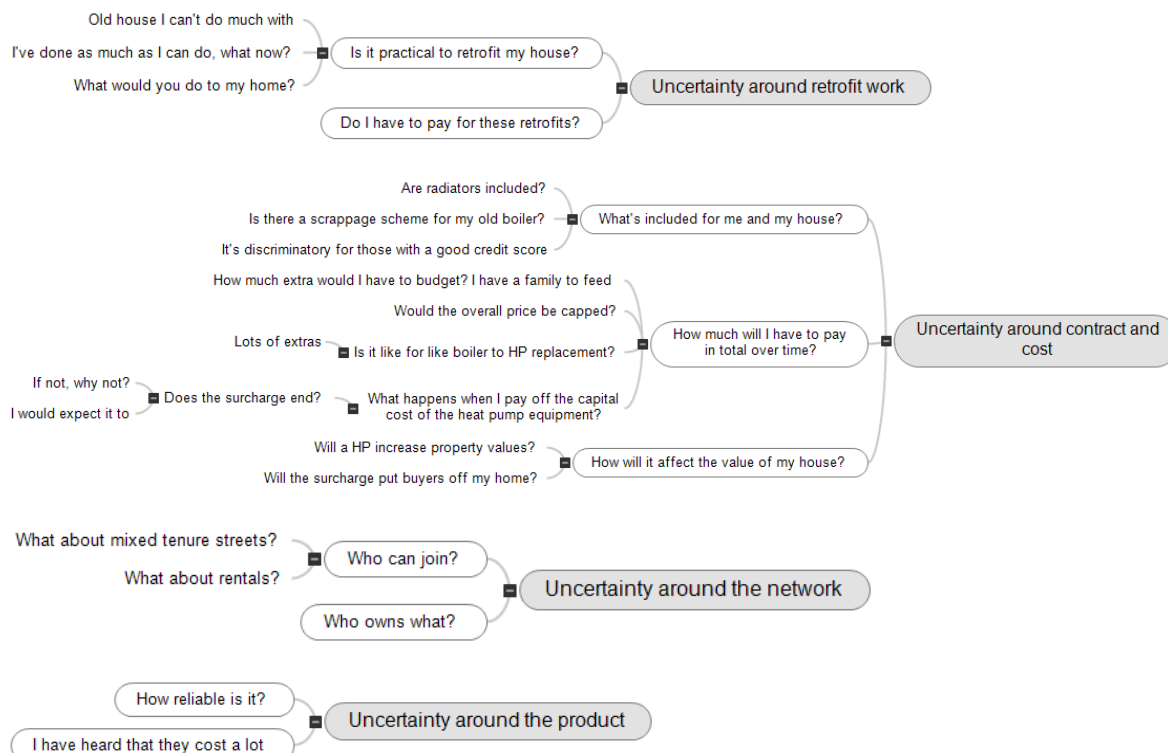 Old house I can't do much with
I've done as much as I can do, what now?
What would you do to my home?
Is it practical to retrofit my house?
Do I have to pay for these retrofits?
Uncertainty around retrofit work
Are radiators included?
Is there a scrappage scheme for my old boiler?
It's discriminatory for those with a good credit score
What's included for me and my house?
How much extra would I have to budget? I have a family to feed
Would the overall price be capped?
Lots of extras
Is it like for like boiler to HP replacement?
If not, why not?
I would expect it to
Does the surcharge end?
What happens when I pay off the capital
cost of the heat pump equipment?
How much will I have to pay
in total over time?
Will a HP increase property values?
Will the surcharge put buyers off my home?
How will it affect the value of my house?
Uncertainty around contract and
cost
What about mixed tenure streets?
What about rentals?
Who can join?
Who owns what?
Uncertainty around the network
How reliable is it?
I have heard that they cost a lot
Uncertainty around the product